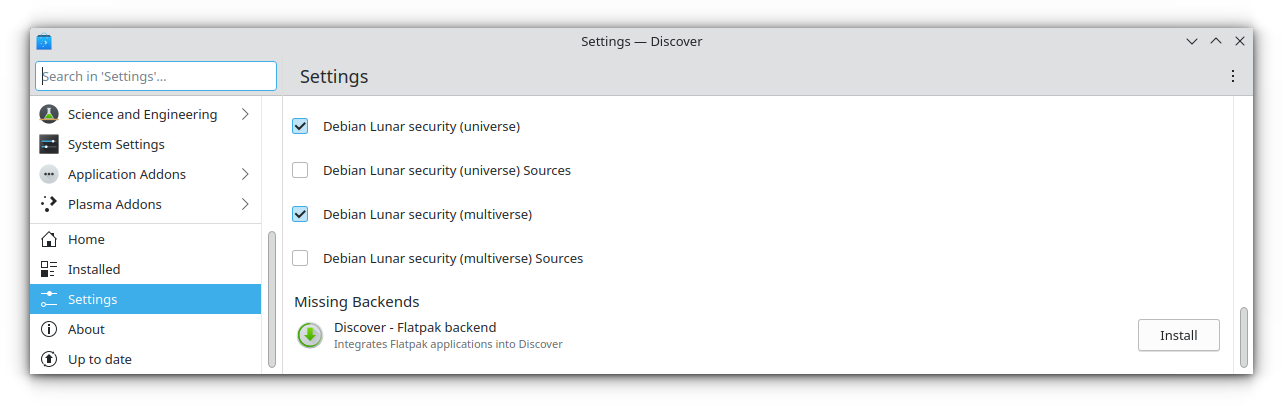 Settings — Discover
Search in 'Settings'...
Settings
Science and Engineering
System Settings
Application Addons
Plasma Addons
Home
Installed
Settings
About
Up to date
Debian Lunar security (universe)
Debian Lunar security (universe) Sources
Debian Lunar security (multiverse)
Debian Lunar security (multiverse) Sources
Missing Backends
Discover - Flatpak backend
Integrates Flatpak applications into Discover
Install